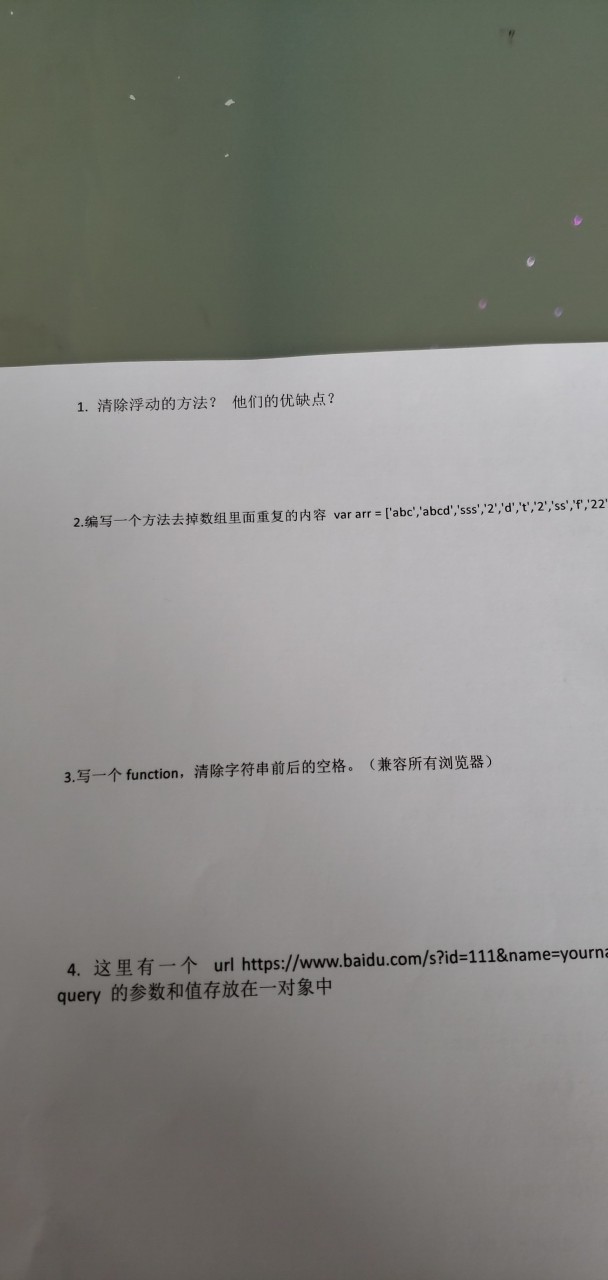 1. 清除浮动的方法? 他们的优缺点?
2.编写一个方法去掉数组里面重复的内容 var arr = ['abc','abcd','sss','2','d','t','2','ss','f','22'
3.写一个 function，清除字符串前后的空格。（兼容所有浏览器）
4. 这里有一个 url https://www.baidu.com/s?id=111&name=yourna
query 的参数和值存放在一对象中